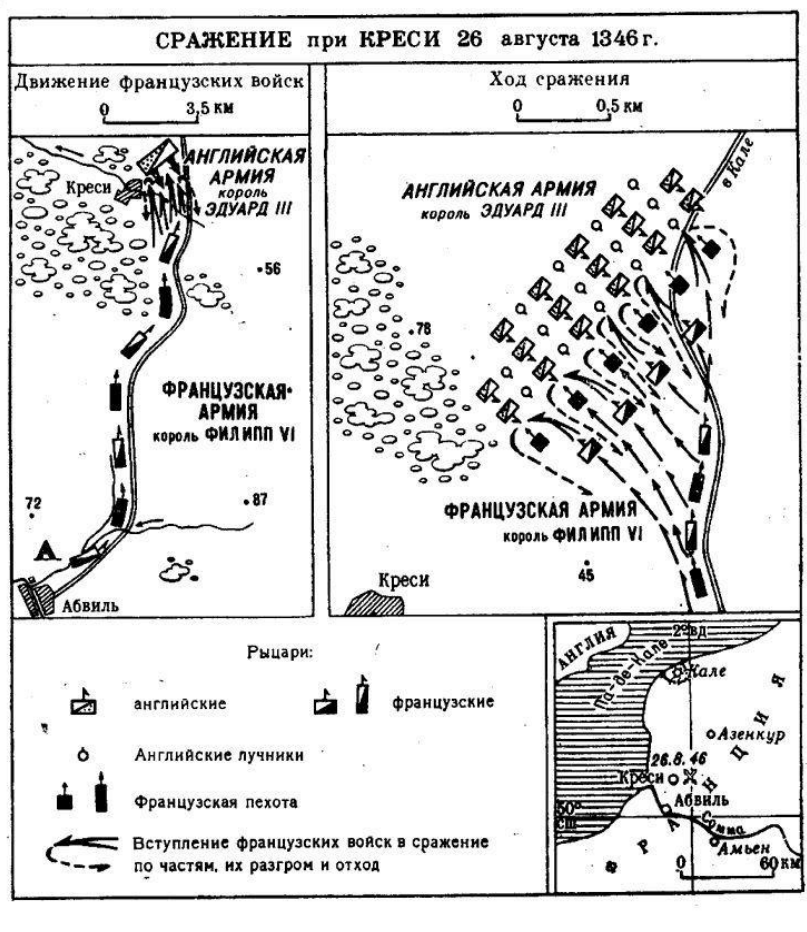 СРАЖЕНИЕ при КРЕСИ 26 августа 1346 г.
Движение французских войск
0 3,5 км
Ход сражения
0 0,5 км
АНГЛИЙСКАЯ
АРМИЯ
король
ЭДУАРД III
Креси
56
ФРАНЦУЗСКАЯ
АРМИЯ
король ФИЛИПП VI
72
87
Абвиль
в Кале
АНГЛИЙСКАЯ АРМИЯ
король ЭДУАРД III
78
ФРАНЦУЗСКАЯ АРМИЯ
король ФИЛИПП VI
45
Креси
Рыцари:
английские
французские
Английские лучники
Французская пехота
Вступление французских войск в сражение
по частям, их разгром и отход
АНГЛИЯ
2° вд
Па-де-Кале
Кале
Азенкур
26.8.46
Креси
Абвиль
50°
сш
Сомма
Амьен
ФРАНЦИЯ
0 60 км